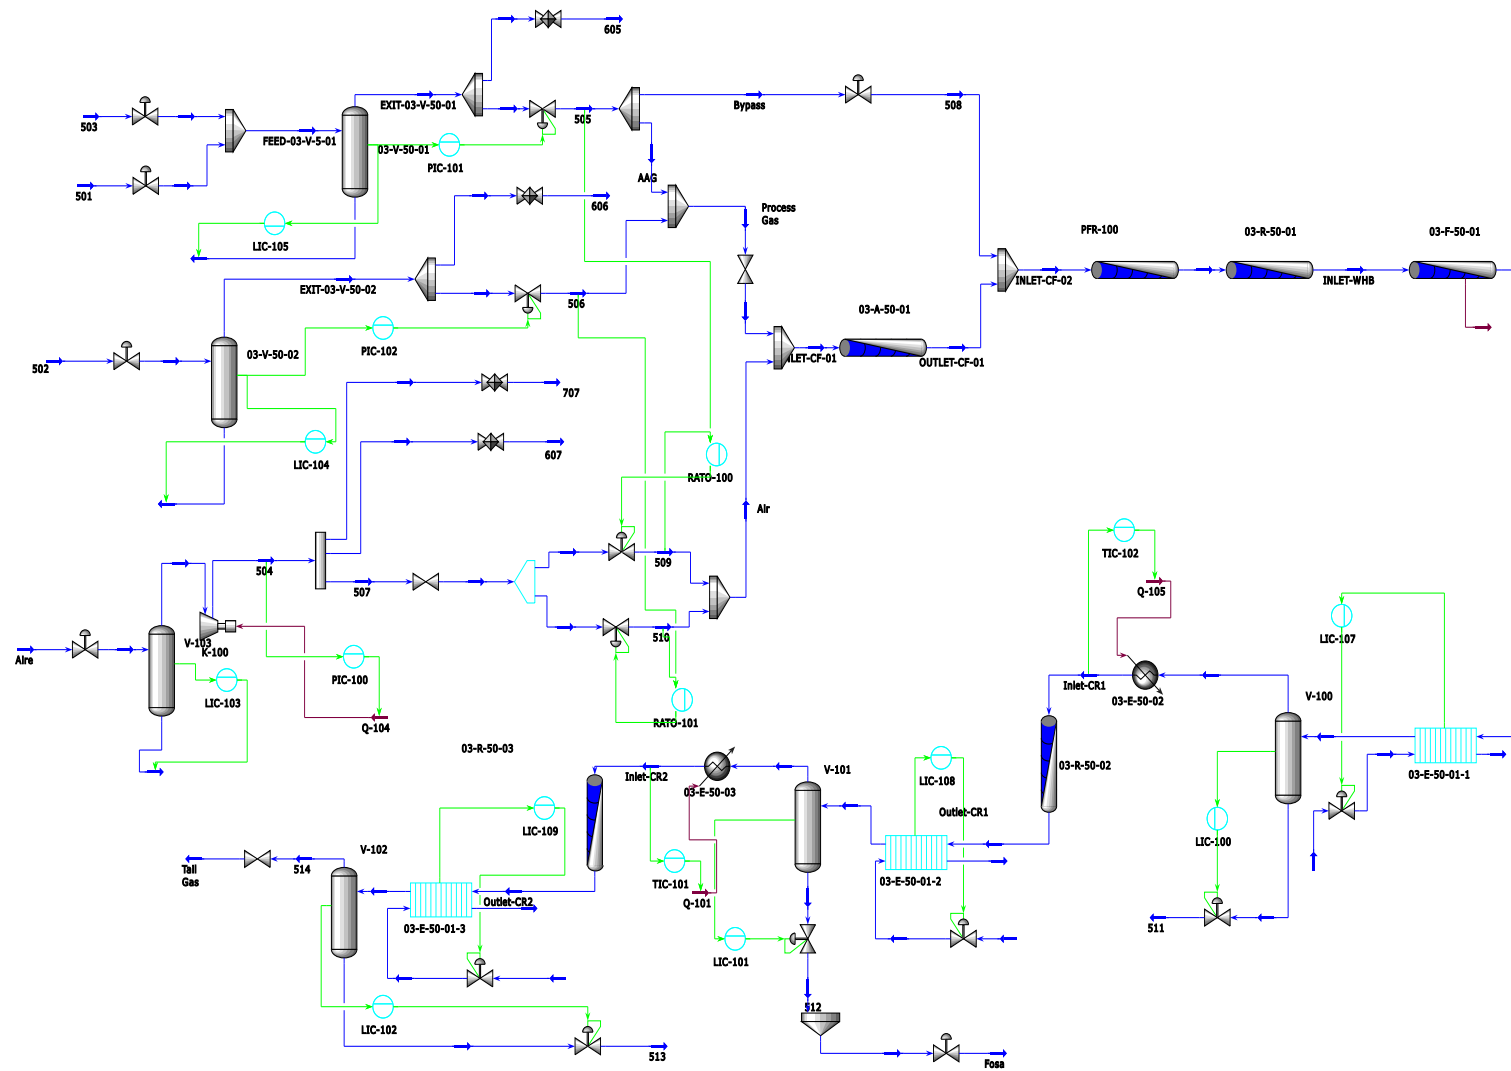 605
503
EXIT-03-V-50-01
505
Bypass
508
FEED-03-V-5-01
03-V-50-01
PIC-101
501
AAG
606
Process
Gas
LIC-105
PFR-100
03-R-50-01
03-F-50-01
EXIT-03-V-50-02
506
INLET-CF-02
INLET-WHB
03-A-50-01
502
03-V-50-02
PIC-102
NLET-CF-01
OUTLET-CF-01
707
607
LIC-104
RATO-100
Air
504
509
507
TIC-102
Q-105
510
LIC-107
Aire
V-103
K-100
PIC-100
LIC-103
Q-104
RATO-101
Inlet-CR1
03-E-50-02
V-100
03-R-50-03
Inlet-CR2
03-E-50-03
V-101
LIC-108
03-R-50-02
03-E-50-01-1
Outlet-CR1
LIC-109
LIC-100
V-102
Tail
Gas
514
TIC-101
Q-101
03-E-50-01-2
Outlet-CR2
03-E-50-01-3
511
LIC-101
LIC-102
512
513
Fosa